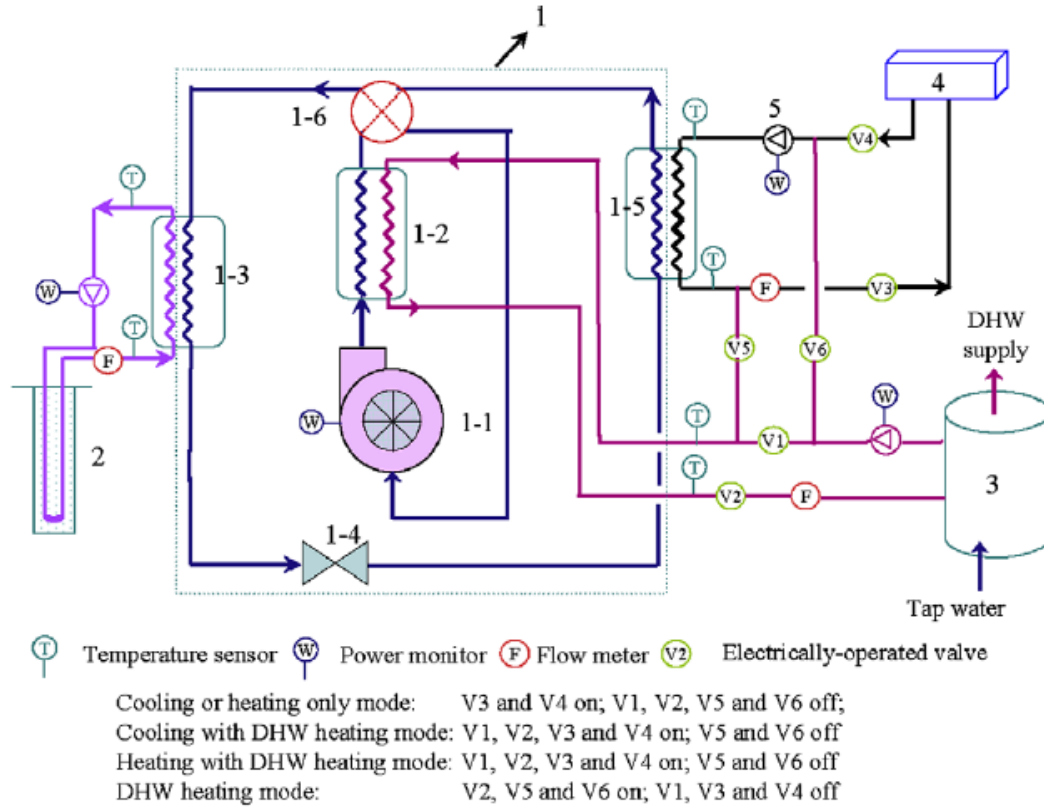 1
1-6
4
5
T
V4
W
1-5
1-2
T
1-3
T
F
V3
W
T
DHW
supply
V5
V6
F
W
W
1-1
T
V1
2
T
3
V2
F
1-4
Tap water
T Temperature sensor W Power monitor F Flow meter V2 Electrically-operated valve
Cooling or heating only mode: V3 and V4 on; V1, V2, V5 and V6 off;
Cooling with DHW heating mode: V1, V2, V3 and V4 on; V5 and V6 off
Heating with DHW heating mode: V1, V2, V3 and V4 on; V5 and V6 off
DHW heating mode: V2, V5 and V6 on; V1, V3 and V4 off